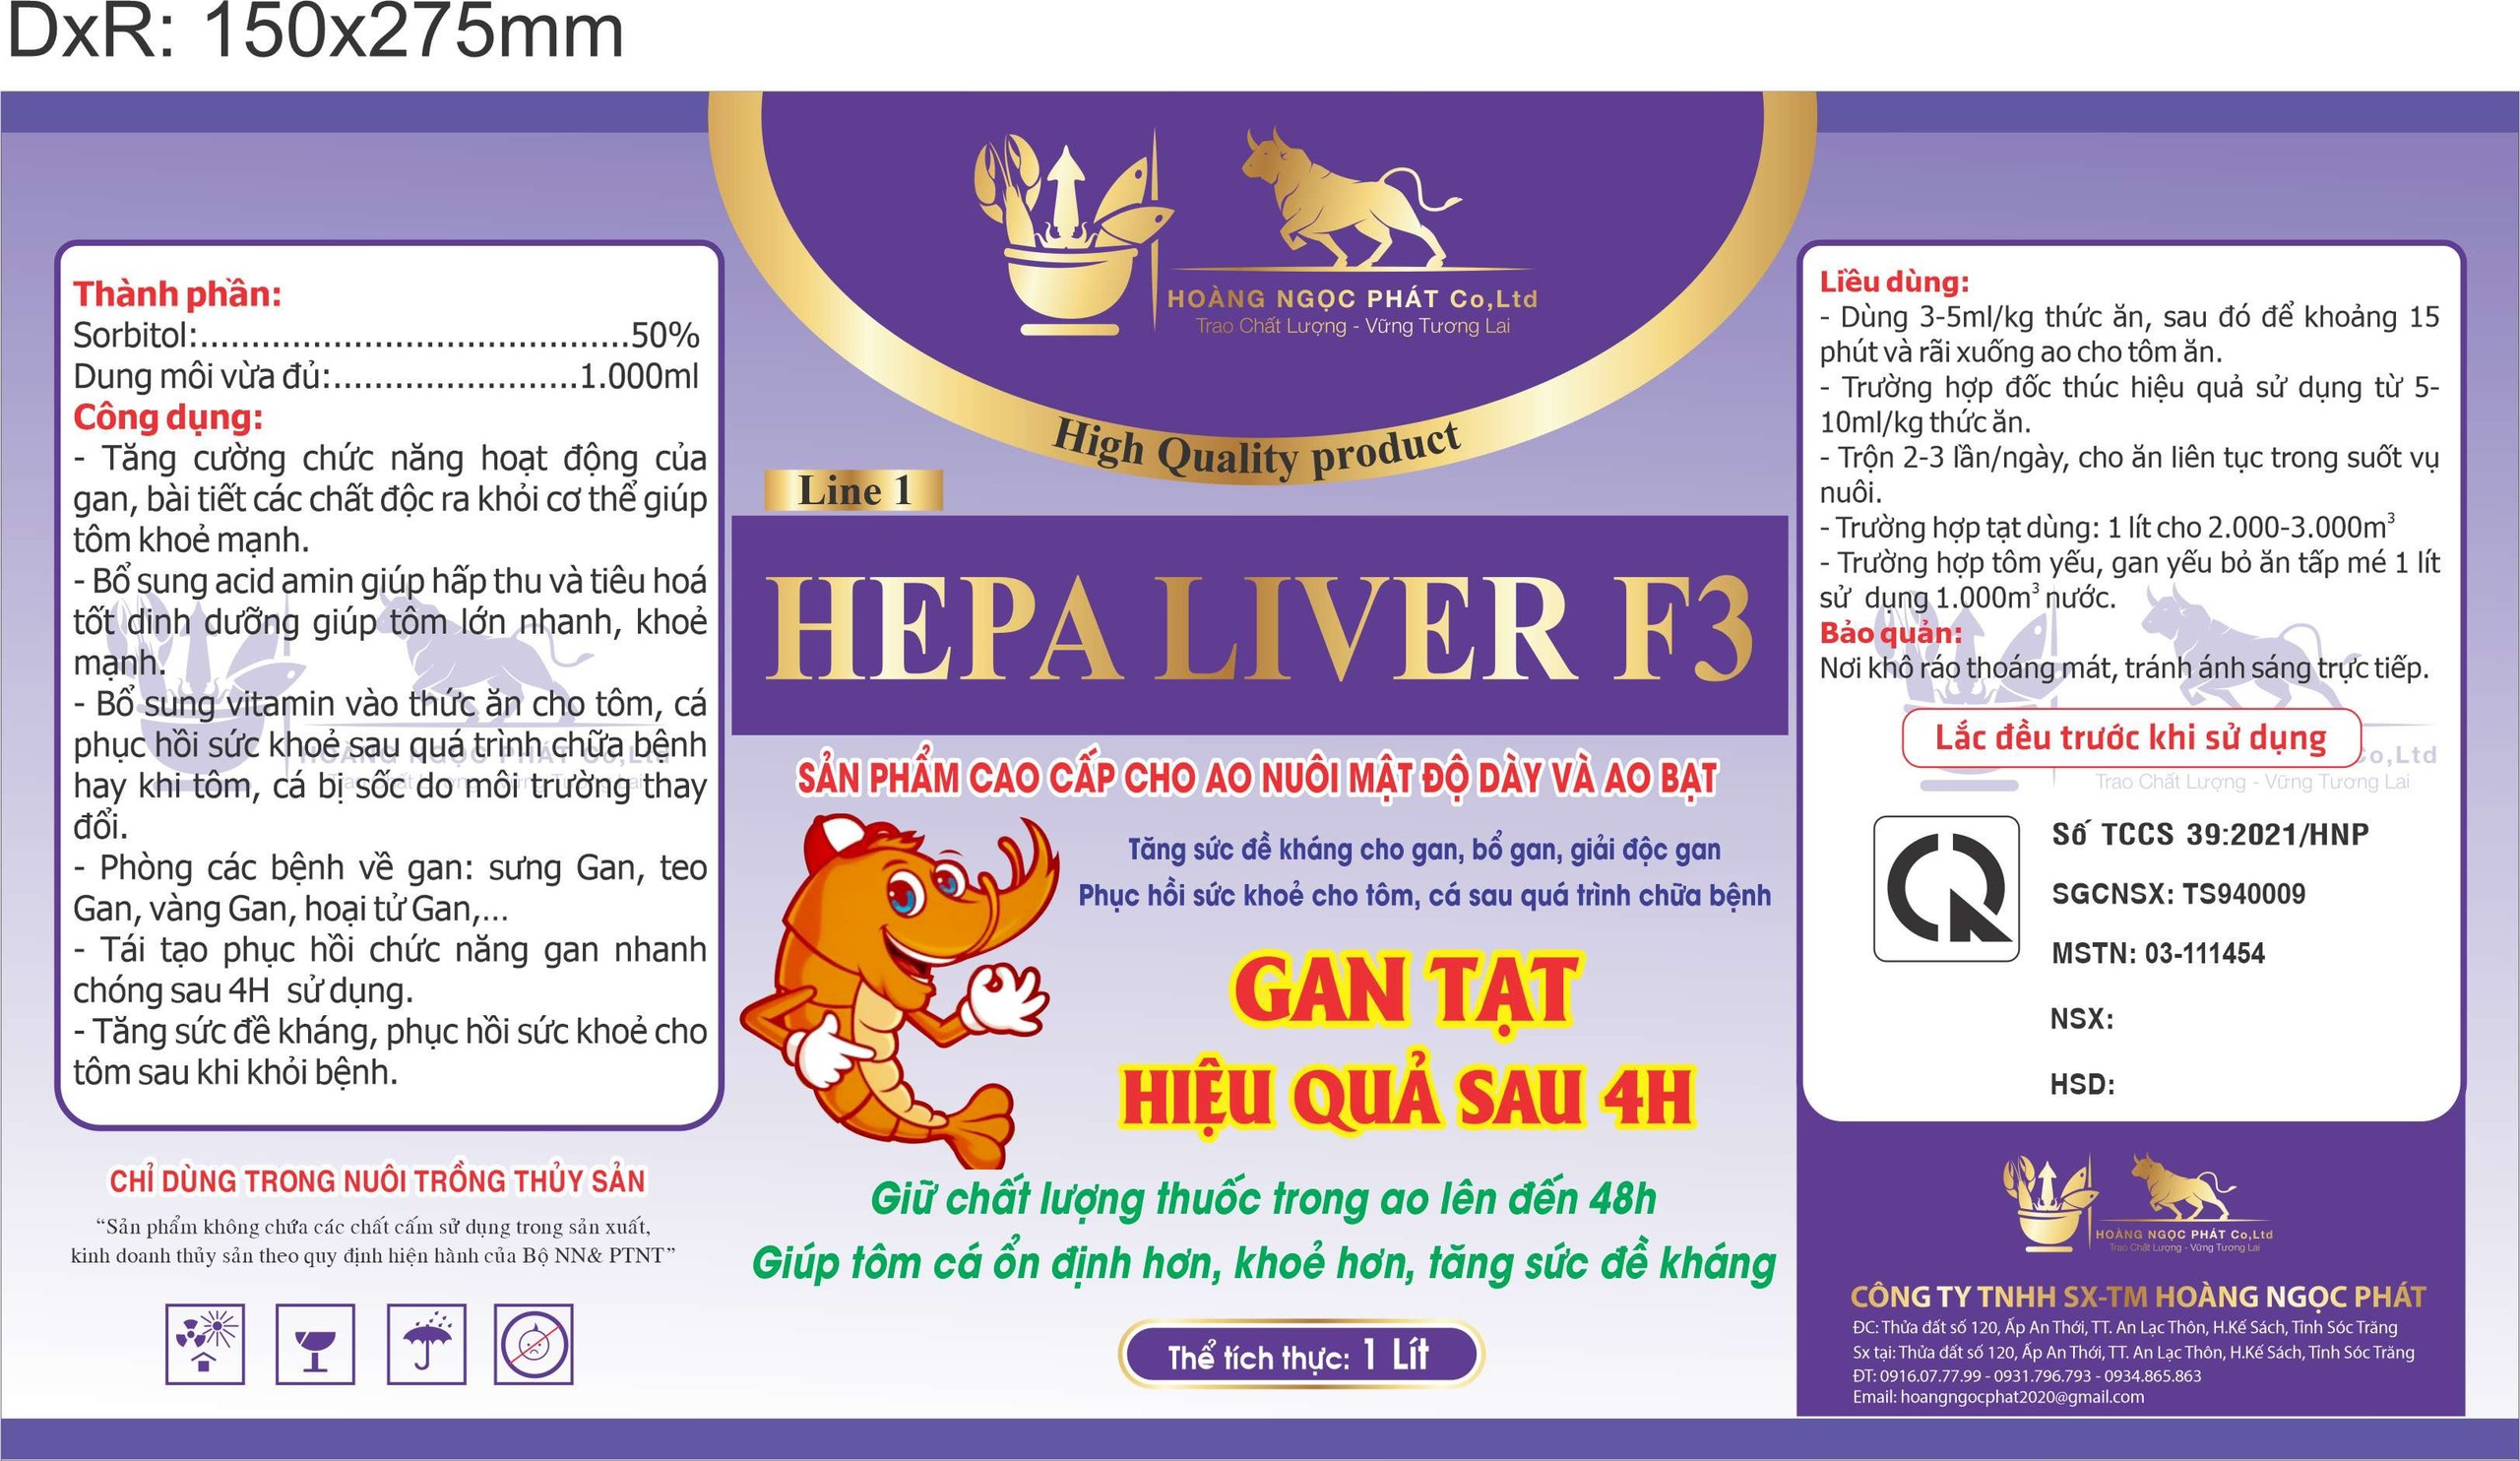 DxR: 150x275mm
Thành phần:
Sorbitol:..........................................50%
Dung môi vừa đủ:........................1.000ml
Công dụng:
- Tăng cường chức năng hoạt động của
gan, bài tiết các chất độc ra khỏi cơ thể giúp
tôm khoẻ mạnh.
- Bổ sung acid amin giúp hấp thu và tiêu hoá
tốt dinh dưỡng giúp tôm lớn nhanh, khoẻ
mạnh.
- Bổ sung vitamin vào thức ăn cho tôm, cá
phục hồi sức khoẻ sau quá trình chữa bệnh
hay khi tôm, cá bị sốc do môi trường thay
đổi.
- Phòng các bệnh về gan: sưng Gan, teo
Gan, vàng Gan, hoại tử Gan,...
- Tái tạo phục hồi chức năng gan nhanh
chóng sau 4H sử dụng.
- Tăng sức đề kháng, phục hồi sức khoẻ cho
tôm sau khi khỏi bệnh.
HOÀNG NGỌC PHÁT Co,Ltd
Trao Chất Lượng - Vững Tương Lai
CHỈ DÙNG TRONG NUÔI TRỒNG THỦY SẢN
“Sản phẩm không chứa các chất cấm sử dụng trong sản xuất,
kinh doanh thủy sản theo quy định hiện hành của Bộ NN& PTNT”
HOÀNG NGỌC PHÁT Co,Ltd
Trao Chất Lượng - Vững Tương Lai
High Quality product
Line 1
HEPA LIVER F3
SẢN PHẨM CAO CẤP CHO AO NUÔI MẬT ĐỘ DÀY VÀ AO BẠT
Tăng sức đề kháng cho gan, bổ gan, giải độc gan
Phục hồi sức khoẻ cho tôm, cá sau quá trình chữa bệnh
GAN TẠT
HIỆU QUẢ SAU 4H
Giữ chất lượng thuốc trong ao lên đến 48h
Giúp tôm cá ổn định hơn, khoẻ hơn, tăng sức đề kháng
Thể tích thực: 1 Lít
Liều dùng:
- Dùng 3-5ml/kg thức ăn, sau đó để khoảng 15
phút và rãi xuống ao cho tôm ăn.
- Trường hợp đốc thúc hiệu quả sử dụng từ 5-
10ml/kg thức ăn.
- Trộn 2-3 lần/ngày, cho ăn liên tục trong suốt vụ
nuôi.
- Trường hợp tạt dùng: 1 lít cho 2.000-3.000m³
- Trường hợp tôm yếu, gan yếu bỏ ăn tấp mé 1 lít
sử dụng 1.000m³ nước.
Bảo quản:
Nơi khô ráo thoáng mát, tránh ánh sáng trực tiếp.
Lắc đều trước khi sử dụng
Co,Ltd
Trao Chất Lượng - Vững Tương Lai
Số TCCS 39:2021/HNP
SGCNSX: TS940009
MSTN: 03-111454
NSX:
HSD:
HOÀNG NGỌC PHÁT Co,Ltd
Trao Chất Lượng - Vững Tương Lai
CÔNG TY TNHH SX-TM HOÀNG NGỌC PHÁT
ĐC: Thửa đất số 120, Ấp An Thới, TT. An Lạc Thôn, H.Kế Sách, Tỉnh Sóc Trăng
Sx tại: Thửa đất số 120, Ấp An Thới, TT. An Lạc Thôn, H.Kế Sách, Tỉnh Sóc Trăng
ĐT: 0916.07.77.99 - 0931.796.793 - 0934.865.863
Email: hoangngocphat2020@gmail.com